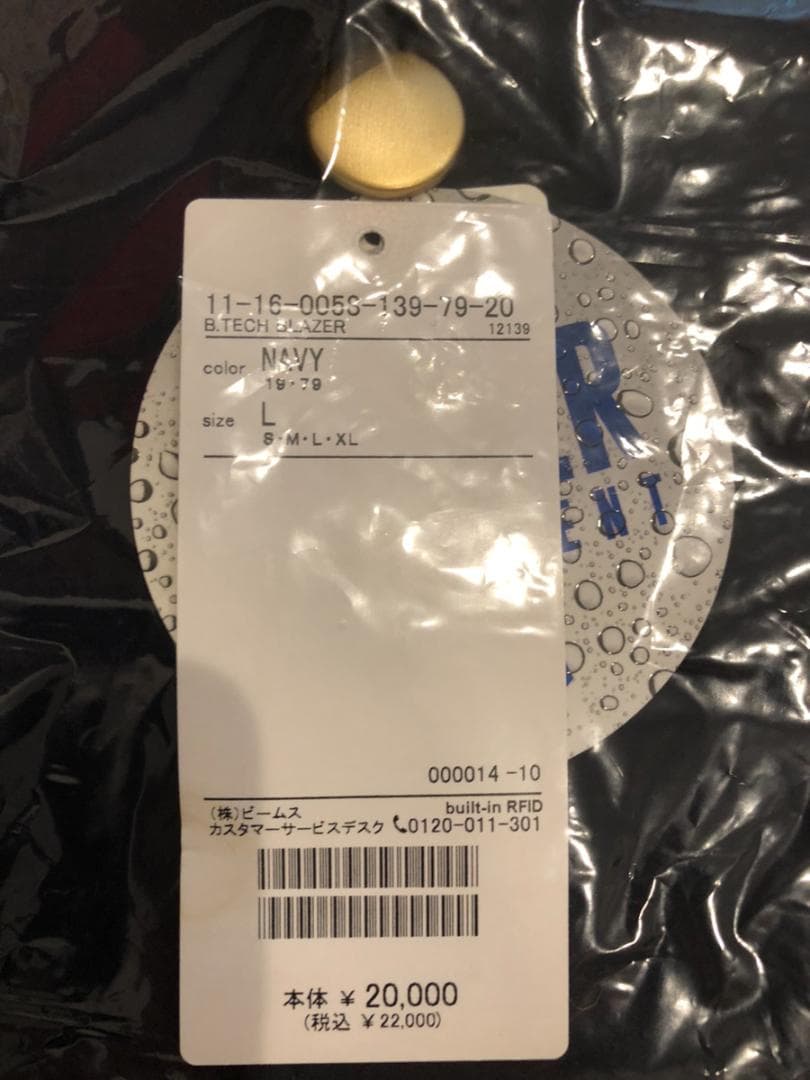 11-16-0058-139-79-20
B.TECH BLAZER 12139
color NAVY
19・79
size L
S・M・L・XL
000014 -10
(株)ビームス built-in RFID
カスタマーサービスデスク 0120-011-301
本体 ¥ 20,000
(税込 ¥ 22,000)